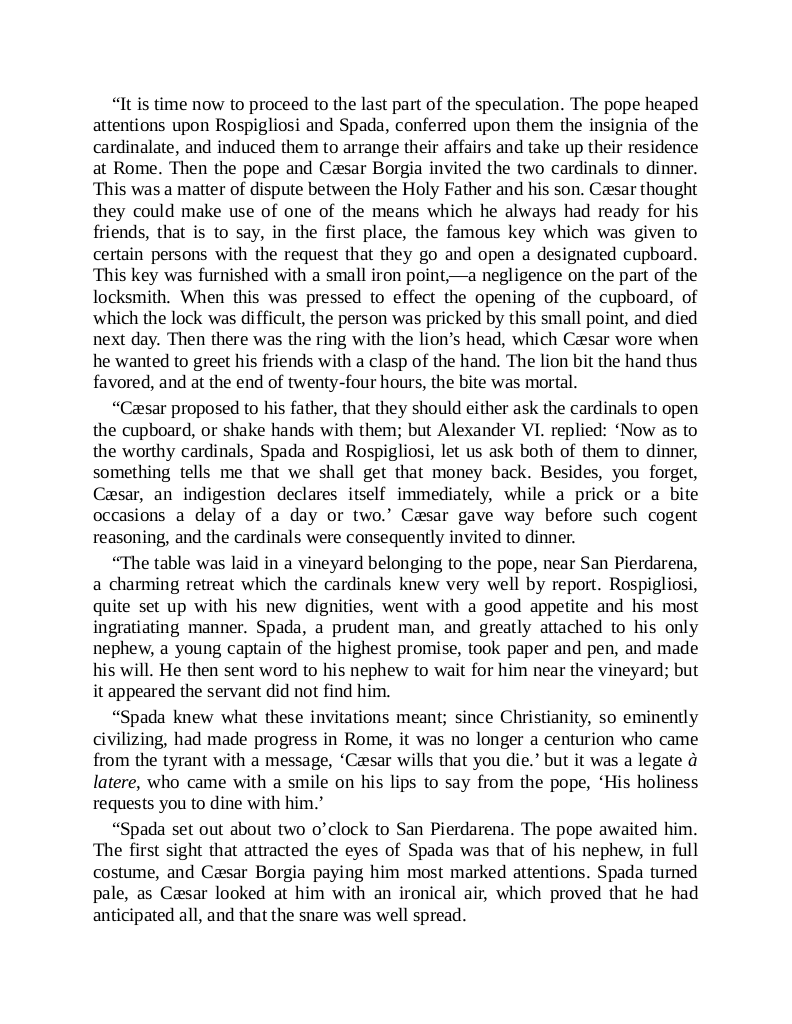 “It is time now to proceed to the last part of the speculation. The pope heaped
attentions upon Rospigliosi and Spada, conferred upon them the insignia of the
cardinalate, and induced them to arrange their affairs and take up their residence
at Rome. Then the pope and Cæsar Borgia invited the two cardinals to dinner.
This was a matter of dispute between the Holy Father and his son. Cæsar thought
they could make use of one of the means which he always had ready for his
friends, that is to say, in the first place, the famous key which was given to
certain persons with the request that they go and open a designated cupboard.
This key was furnished with a small iron point,—a negligence on the part of the
locksmith. When this was pressed to effect the opening of the cupboard, of
which the lock was difficult, the person was pricked by this small point, and died
next day. Then there was the ring with the lion’s head, which Cæsar wore when
he wanted to greet his friends with a clasp of the hand. The lion bit the hand thus
favored, and at the end of twenty-four hours, the bite was mortal.
“Cæsar proposed to his father, that they should either ask the cardinals to open
the cupboard, or shake hands with them; but Alexander VI. replied: ‘Now as to
the worthy cardinals, Spada and Rospigliosi, let us ask both of them to dinner,
something tells me that we shall get that money back. Besides, you forget,
Cæsar, an indigestion declares itself immediately, while a prick or a bite
occasions a delay of a day or two.’ Cæsar gave way before such cogent
reasoning, and the cardinals were consequently invited to dinner.
“The table was laid in a vineyard belonging to the pope, near San Pierdarena,
a charming retreat which the cardinals knew very well by report. Rospigliosi,
quite set up with his new dignities, went with a good appetite and his most
ingratiating manner. Spada, a prudent man, and greatly attached to his only
nephew, a young captain of the highest promise, took paper and pen, and made
his will. He then sent word to his nephew to wait for him near the vineyard; but
it appeared the servant did not find him.
“Spada knew what these invitations meant; since Christianity, so eminently
civilizing, had made progress in Rome, it was no longer a centurion who came
from the tyrant with a message, ‘Cæsar wills that you die.’ but it was a legate à
latere, who came with a smile on his lips to say from the pope, ‘His holiness
requests you to dine with him.’
“Spada set out about two o’clock to San Pierdarena. The pope awaited him.
The first sight that attracted the eyes of Spada was that of his nephew, in full
costume, and Cæsar Borgia paying him most marked attentions. Spada turned
pale, as Cæsar looked at him with an ironical air, which proved that he had
anticipated all, and that the snare was well spread.